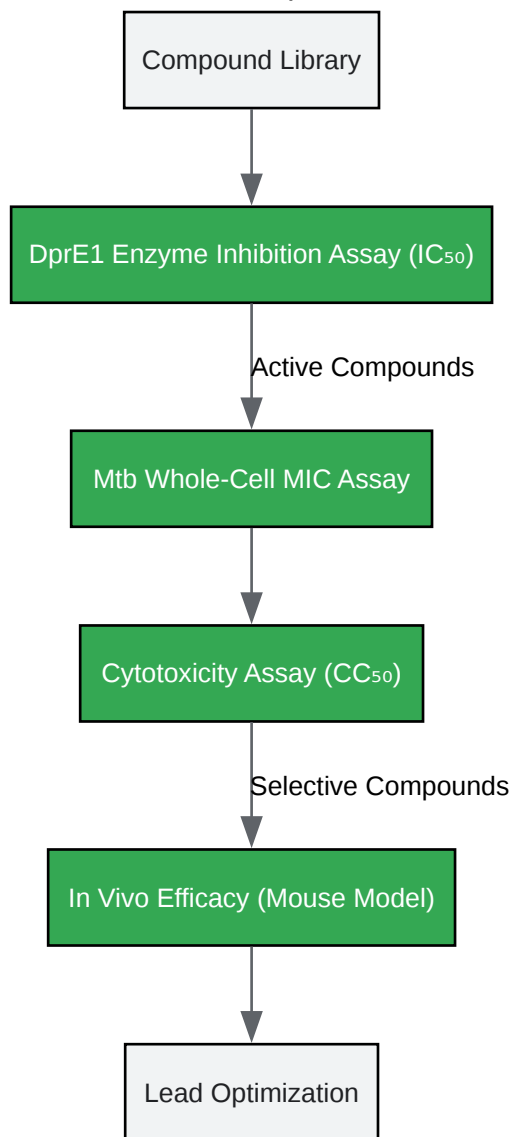 Compound Library
DprE1 Enzyme Inhibition Assay (IC₅₀)
Active Compounds
Mtb Whole-Cell MIC Assay
Cytotoxicity Assay (CC₅₀)
Selective Compounds
In Vivo Efficacy (Mouse Model)
Lead Optimization